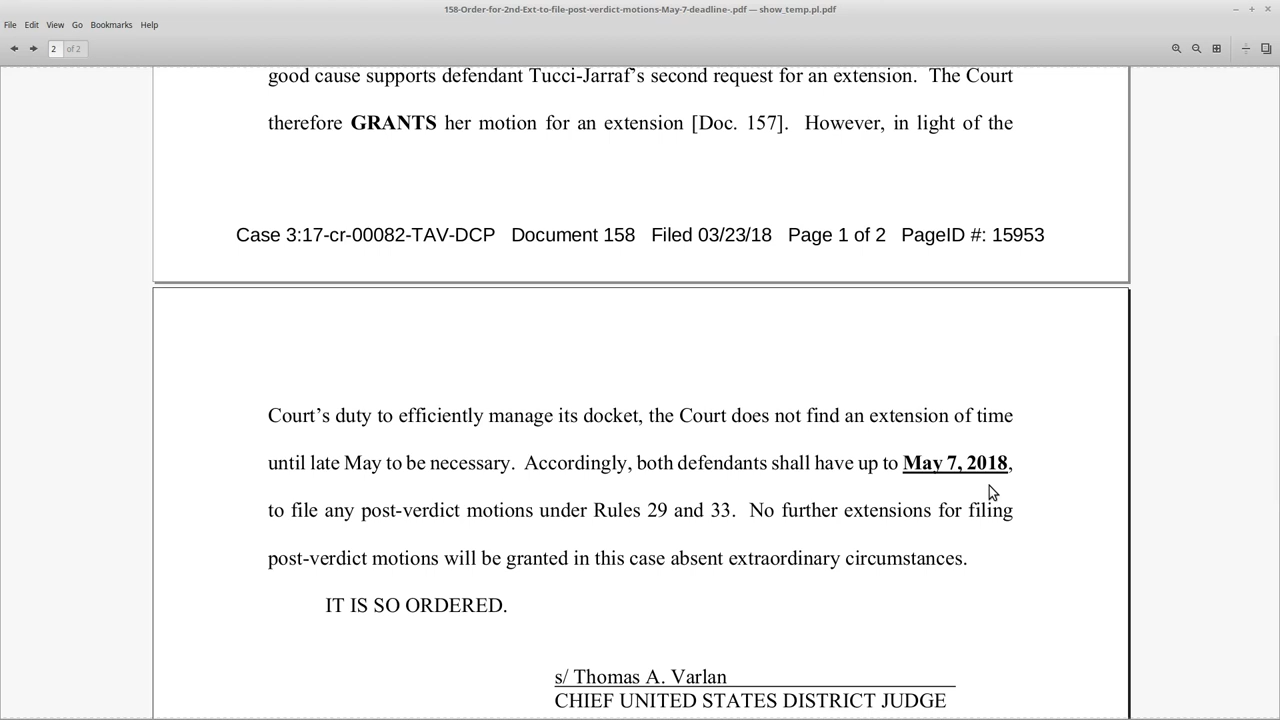 158-Order-for-2nd-Ext-to-file-post-verdict-motions-May-7-deadline-.pdf — show_temp.pl.pdf
File Edit View Go Bookmarks Help
2 of 2
good cause supports defendant Tucci-Jarraf’s second request for an extension. The Court
therefore GRANTS her motion for an extension [Doc. 157]. However, in light of the
Case 3:17-cr-00082-TAV-DCP Document 158 Filed 03/23/18 Page 1 of 2 PageID #: 15953
Court’s duty to efficiently manage its docket, the Court does not find an extension of time
until late May to be necessary. Accordingly, both defendants shall have up to May 7, 2018,
to file any post-verdict motions under Rules 29 and 33. No further extensions for filing
post-verdict motions will be granted in this case absent extraordinary circumstances.
IT IS SO ORDERED.
s/ Thomas A. Varlan
CHIEF UNITED STATES DISTRICT JUDGE